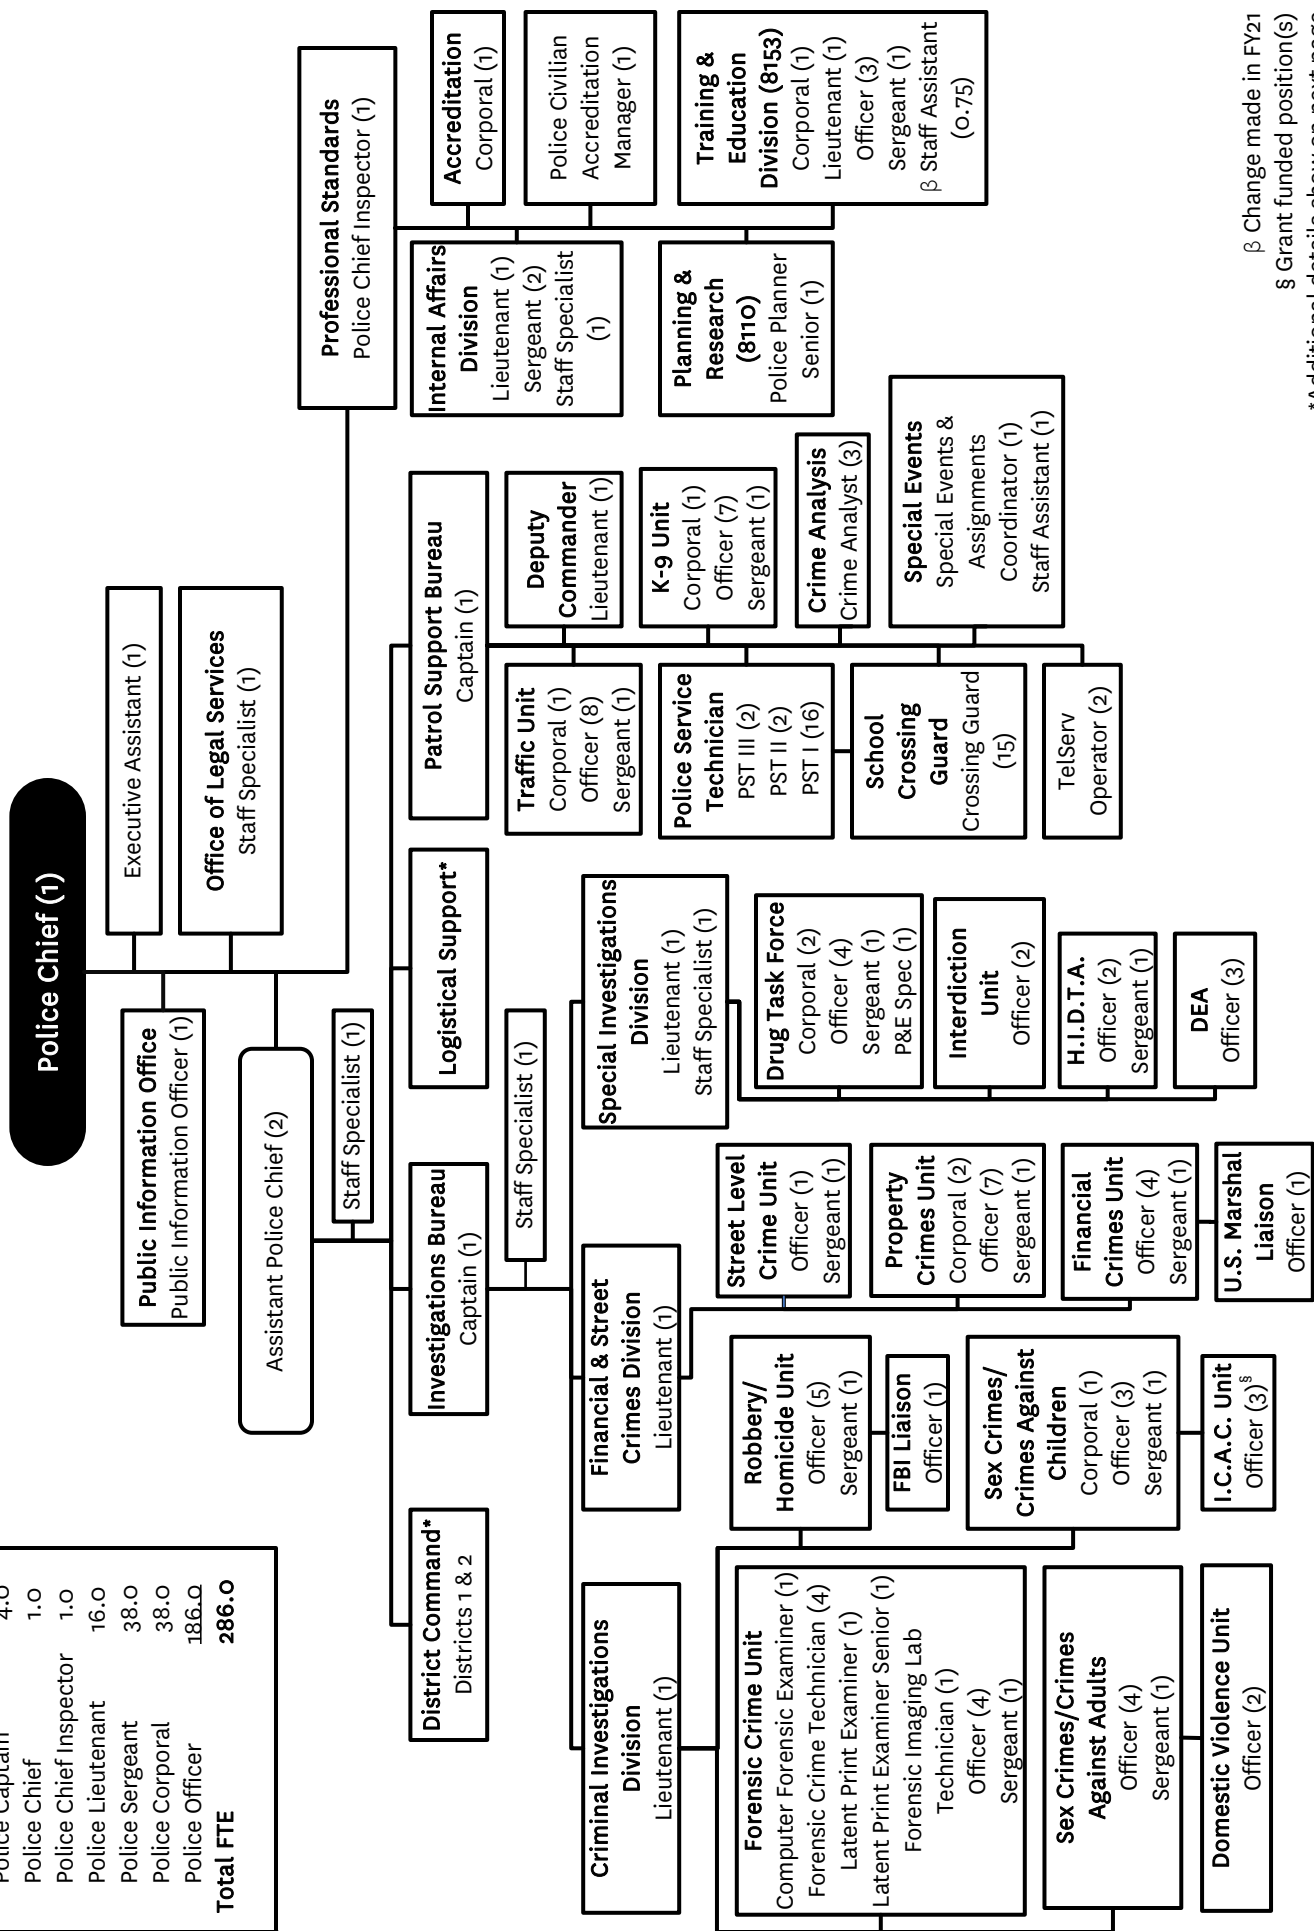 Police Chief (1)
Executive Assistant (1)
Public Information Office
Public Information Officer (1)
Office of Legal Services
Staff Specialist (1)
Assistant Police Chief (2)
Staff Specialist (1)
Professional Standards
Police Chief Inspector (1)
Internal Affairs
Division
Lieutenant (1)
Sergeant (2)
Staff Specialist
(1)
Accreditation
Corporal (1)
Police Civilian
Accreditation
Manager (1)
Planning &
Research
(8110)
Police Planner
Senior (1)
Training &
Education
Division (8153)
Corporal (1)
Lieutenant (1)
Officer (3)
Sergeant (1)
β Staff Assistant
(0.75)
4.0
Police Chief 1.0
Police Chief Inspector 1.0
Police Lieutenant 16.0
Police Sergeant 38.0
Police Corporal 38.0
Police Officer 186.0
Total FTE 286.0
District Command*
Districts 1 & 2
Investigations Bureau
Captain (1)
Logistical Support*
Patrol Support Bureau
Captain (1)
Staff Specialist (1)
Traffic Unit
Corporal (1)
Officer (8)
Sergeant (1)
Deputy
Commander
Lieutenant (1)
Police Service
Technician
PST III (2)
PST II (2)
PST I (16)
K-9 Unit
Corporal (1)
Officer (7)
Sergeant (1)
Crime Analysis
Crime Analyst (3)
School
Crossing
Guard
Crossing Guard
(15)
Special Events
Special Events &
Assignments
Coordinator (1)
Staff Assistant (1)
TelServ
Operator (2)
Criminal Investigations
Division
Lieutenant (1)
Financial & Street
Crimes Division
Lieutenant (1)
Special Investigations
Division
Lieutenant (1)
Staff Specialist (1)
Forensic Crime Unit
Computer Forensic Examiner (1)
Forensic Crime Technician (4)
Latent Print Examiner (1)
Latent Print Examiner Senior (1)
Forensic Imaging Lab
Technician (1)
Officer (4)
Sergeant (1)
Robbery/
Homicide Unit
Officer (5)
Sergeant (1)
FBI Liaison
Officer (1)
Sex Crimes/
Crimes Against
Children
Corporal (1)
Officer (3)
Sergeant (1)
I.C.A.C. Unit
Officer (3)§
Sex Crimes/Crimes
Against Adults
Officer (4)
Sergeant (1)
Domestic Violence Unit
Officer (2)
Street Level
Crime Unit
Officer (1)
Sergeant (1)
Property
Crimes Unit
Corporal (2)
Officer (7)
Sergeant (1)
Financial
Crimes Unit
Officer (4)
Sergeant (1)
U.S. Marshal
Liaison
Officer (1)
Drug Task Force
Corporal (2)
Officer (4)
Sergeant (1)
P&E Spec (1)
Interdiction
Unit
Officer (2)
H.I.D.T.A.
Officer (2)
Sergeant (1)
DEA
Officer (3)
β Change made in FY21
§ Grant funded position(s)